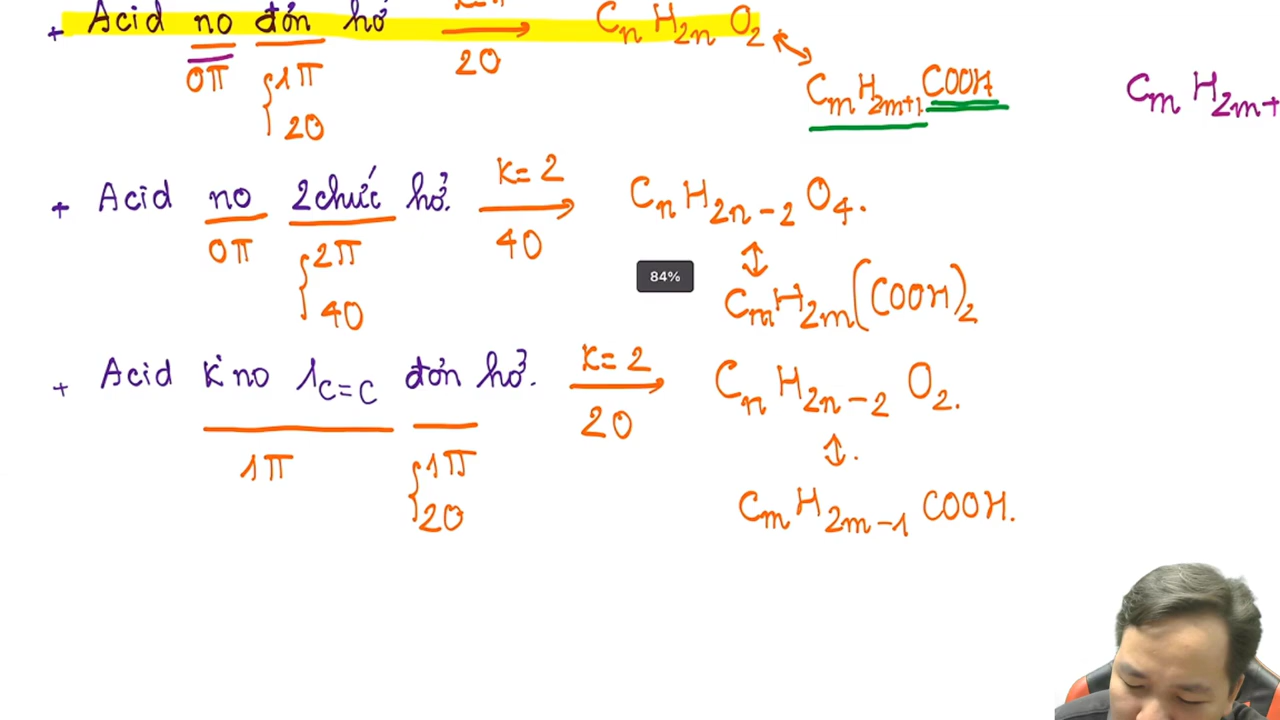 + Acid no đơn hở → 2O CnH2nO2
0π {1π 2O
CmH2m+1COOH
CmH2m+
+ Acid no 2 chức hở. k=2 → 4O CnH2n-2O4.
0π {2π 4O
↕
84%
CmH2m(COOH)2
+ Acid k no 1C=C đơn hở. k=2 → 2O CnH2n-2O2.
1π {1π 2O
↕.
CmH2m-1COOH.